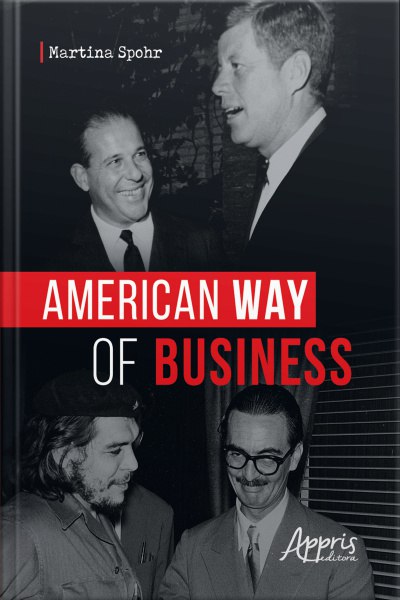 Martina Spohr
AMERICAN WAY
OF BUSINESS
Appris
editora